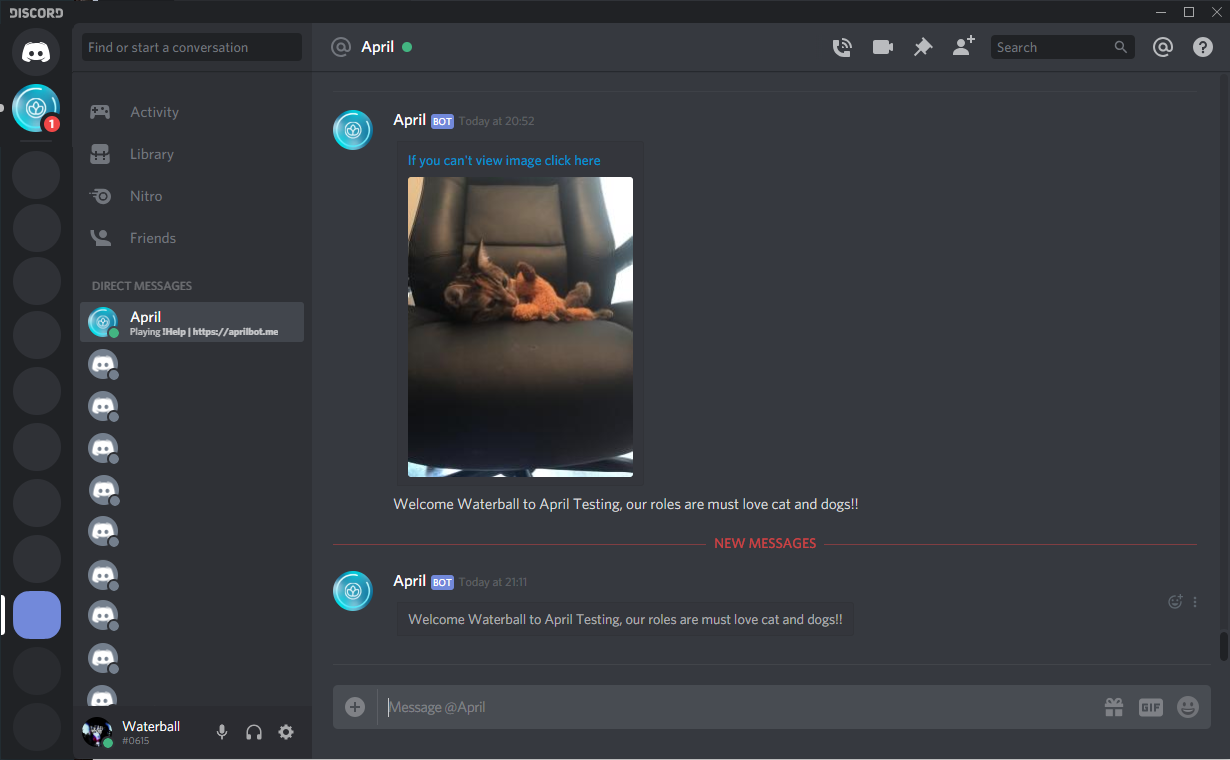 DISCORD
Find or start a conversation
April
Search
1
Activity
Library
Nitro
Friends
DIRECT MESSAGES
April
Playing !Help | https://aprilbot.me
April BOT Today at 20:52
If you can't view image click here
Welcome Waterball to April Testing, our roles are must love cat and dogs!!
NEW MESSAGES
April BOT Today at 21:11
Welcome Waterball to April Testing, our roles are must love cat and dogs!!
Message @April
GIF
Waterball
#0615